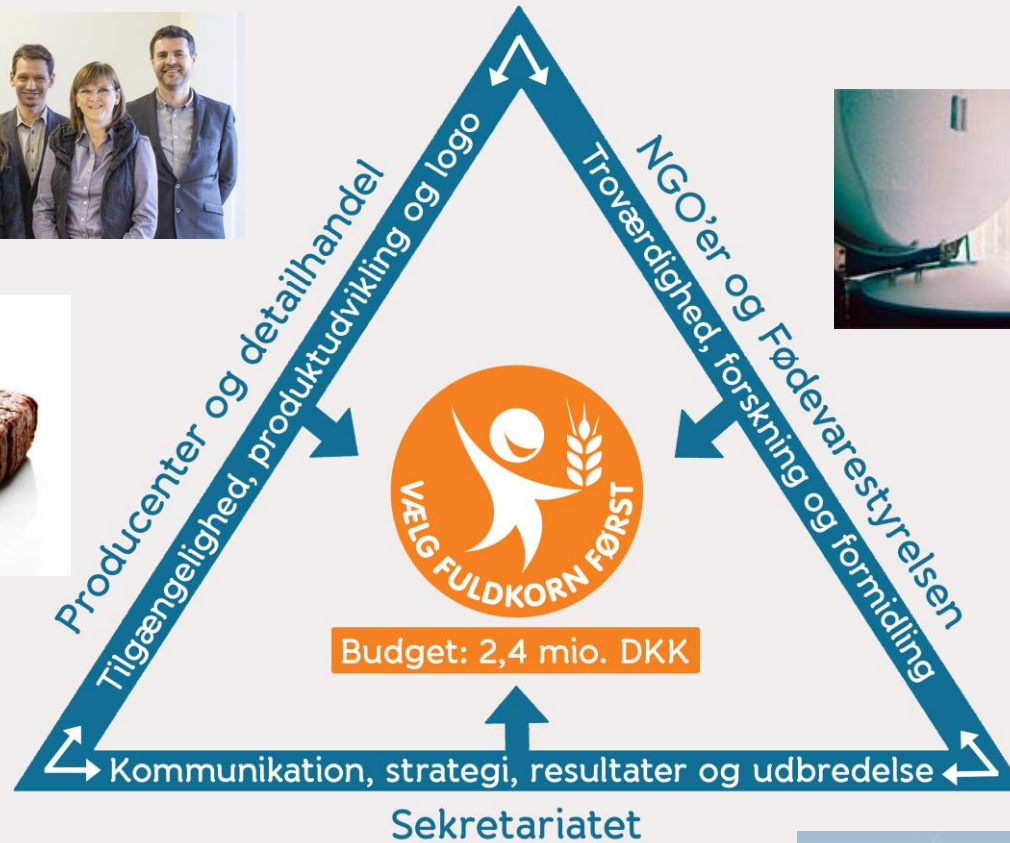 Producenter og detailhandel
Tilgængelighed, produktudvikling og logo
NGO'er og Fødevarestyrelsen
Troværdighed, forskning og formidling
VÆLG FULDKORN FØRST
Budget: 2,4 mio. DKK
Kommunikation, strategi, resultater og udbredelse
Sekretariatet